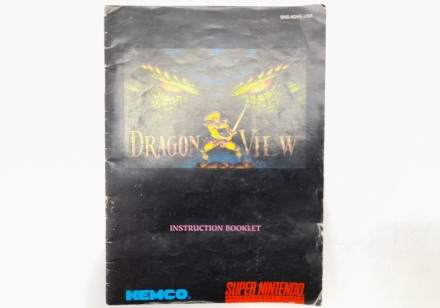 DRAGON VIEW
INSTRUCTION BOOKLET
KEMCO
SUPER NINTENDO